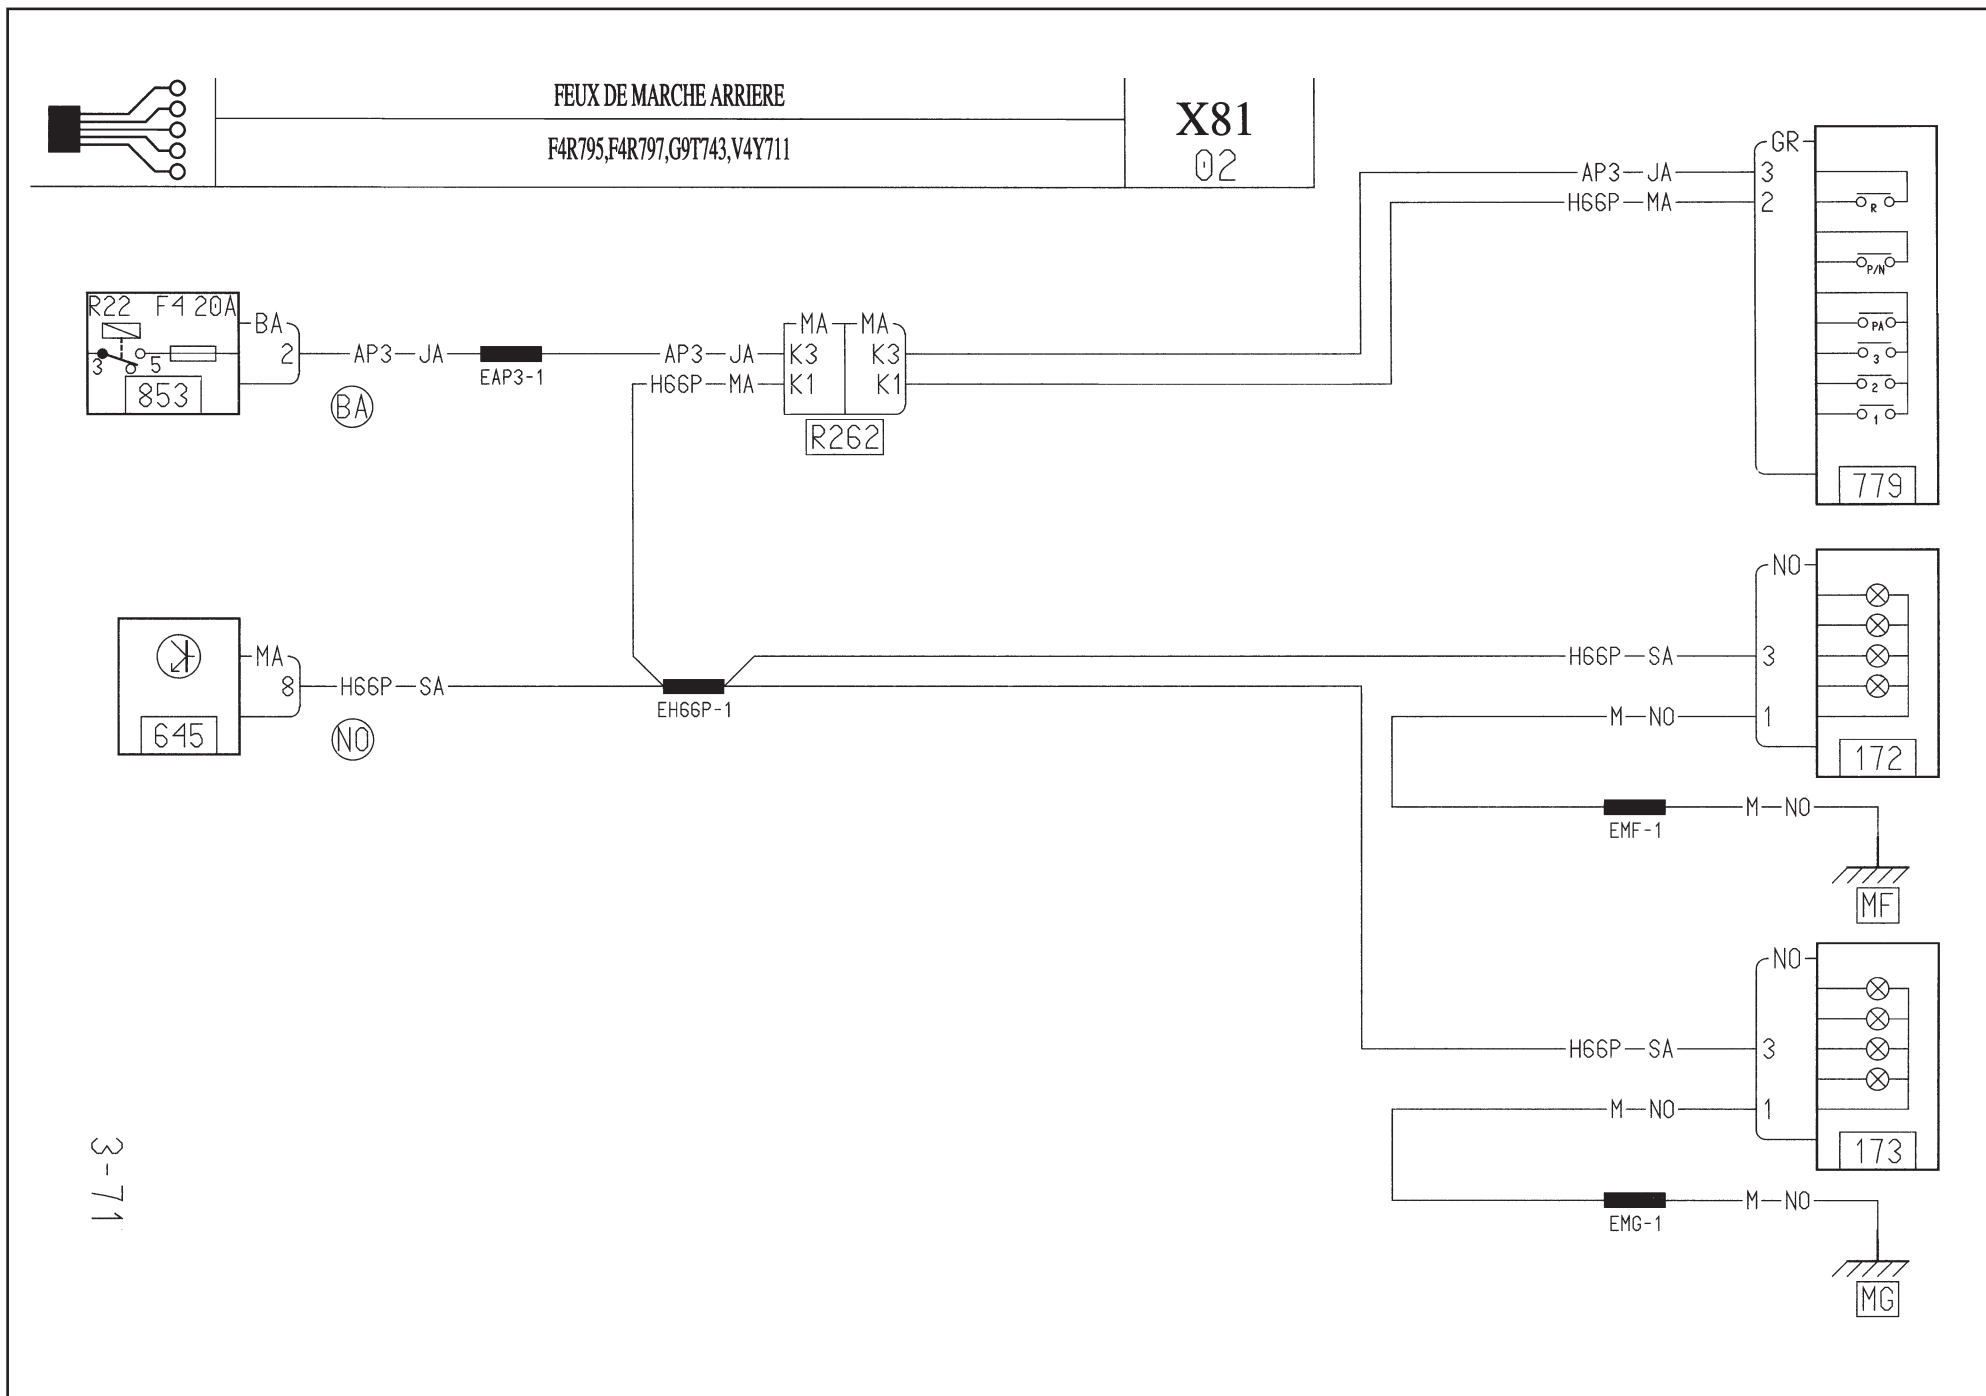 FEUX DE MARCHE ARRIERE
F4R795,F4R797,G9T743,V4Y711
X81
02
GR
AP3 JA 3
H66P MA 2
R
P/N
PA
3
2
1
779
R22 F4 20A
3 5
853
BA
2 AP3 JA
BA
EAP3-1
AP3 JA
H66P MA
MA MA
K3 K3
K1 K1
R262
645
MA
8 H66P SA
NO
EH66P-1
NO
H66P SA 3
M NO 1
172
EMF-1
M NO
MF
NO
H66P SA 3
M NO 1
173
EMG-1
M NO
MG
3-71